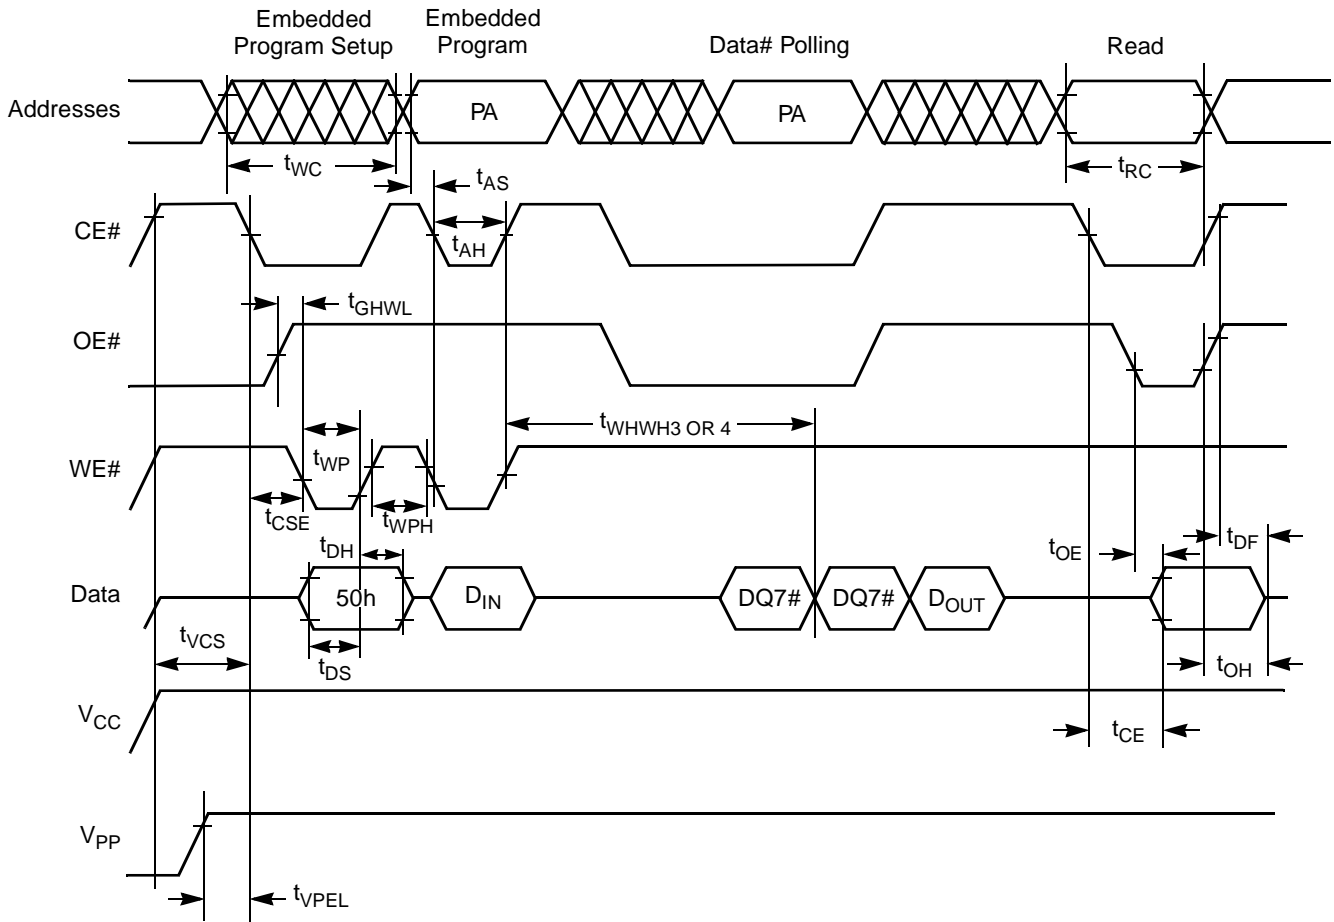 Embedded Program Setup
Embedded Program
Data# Polling
Read
Addresses
PA
PA
tWC
tAS
tRC
CE#
tAH
tGHWL
OE#
tWHWH3 OR 4
WE#
tWP
tCSE
tWPH
tDH
tOE
tDF
Data
50h
DIN
DQ7#
DQ7#
DOUT
tVCS
tDS
tOH
VCC
tCE
VPP
tVPEL